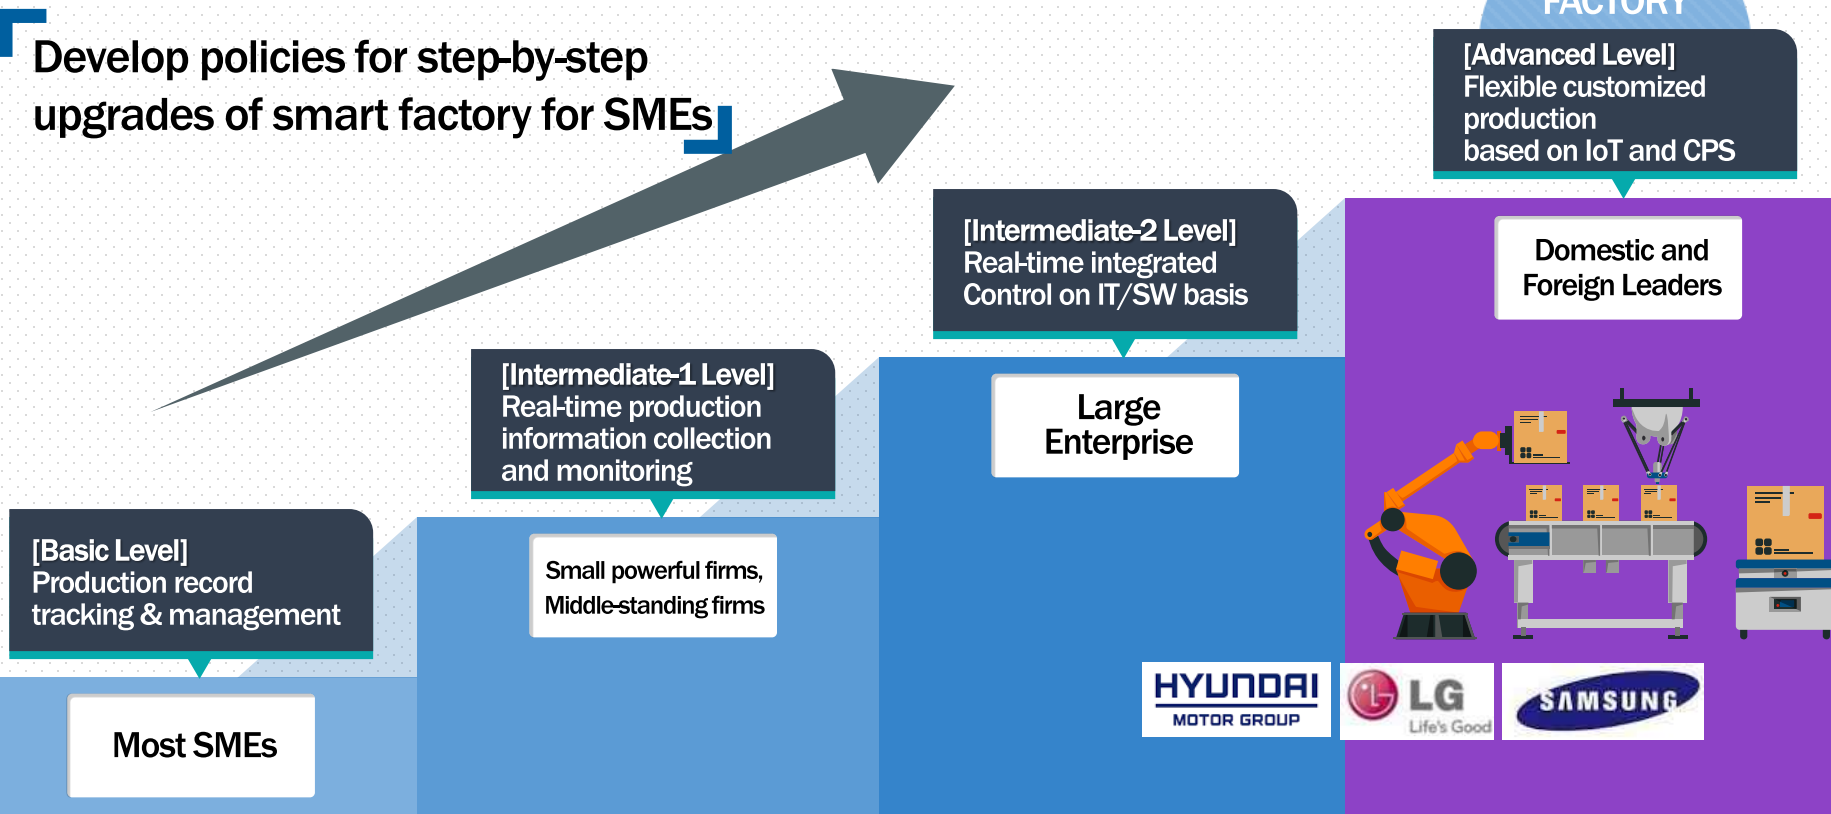 Develop policies for step-by-step
upgrades of smart factory for SMEs
FACTORY
[Advanced Level]
Flexible customized
production
based on IoT and CPS
Domestic and
Foreign Leaders
[Intermediate-2 Level]
Real-time integrated
Control on IT/SW basis
Large
Enterprise
[Intermediate-1 Level]
Real-time production
information collection
and monitoring
Small powerful firms,
Middle-standing firms
[Basic Level]
Production record
tracking & management
Most SMEs
HYUNDAI
MOTOR GROUP
LG
Life's Good
SAMSUNG